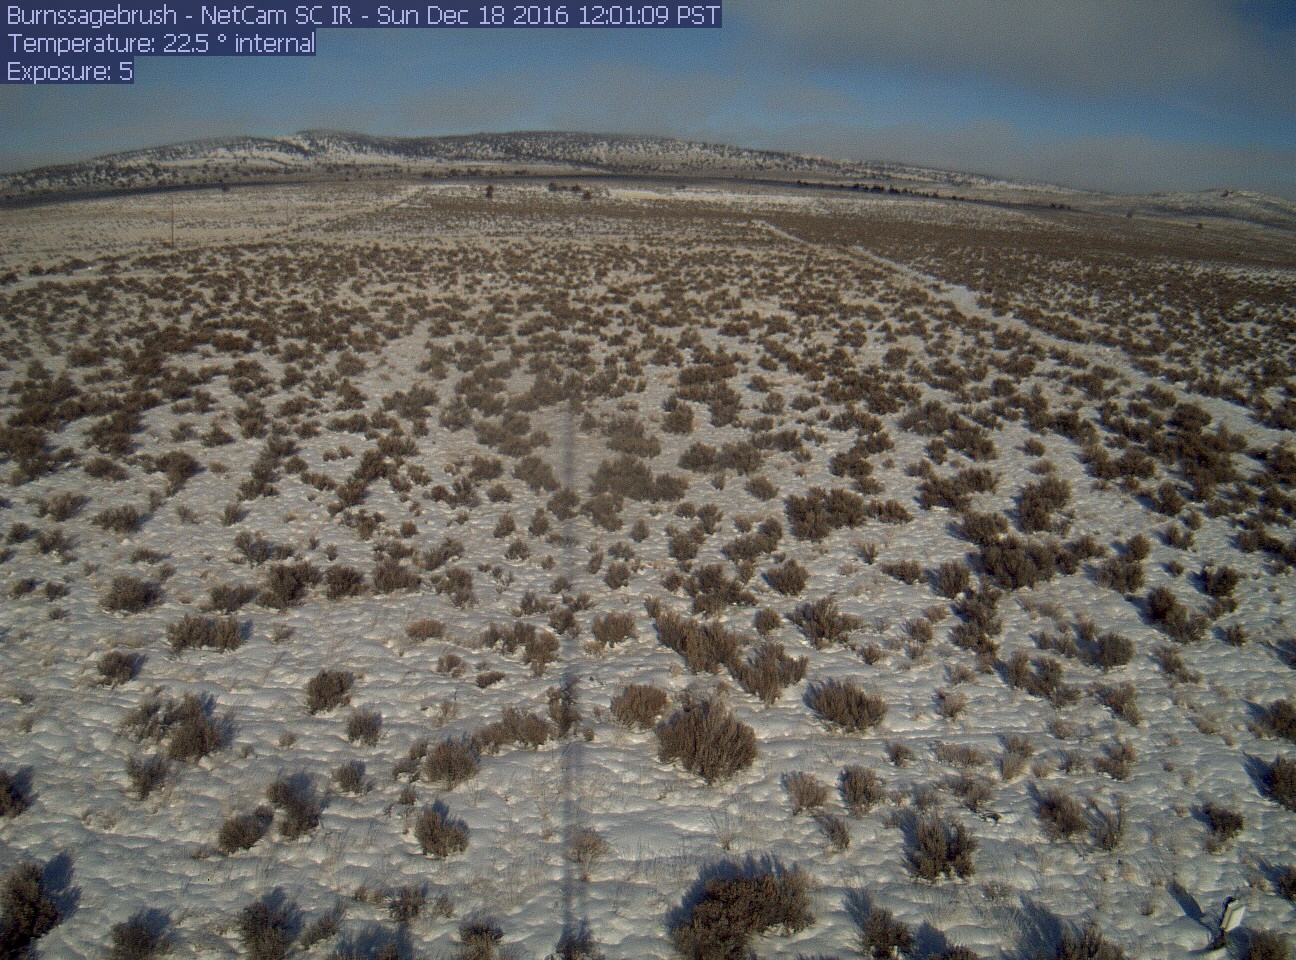 Burnssagebrush - NetCam SC IR - Sun Dec 18 2016 12:01:09 PST
Temperature: 22.5 ° internal
Exposure: 5